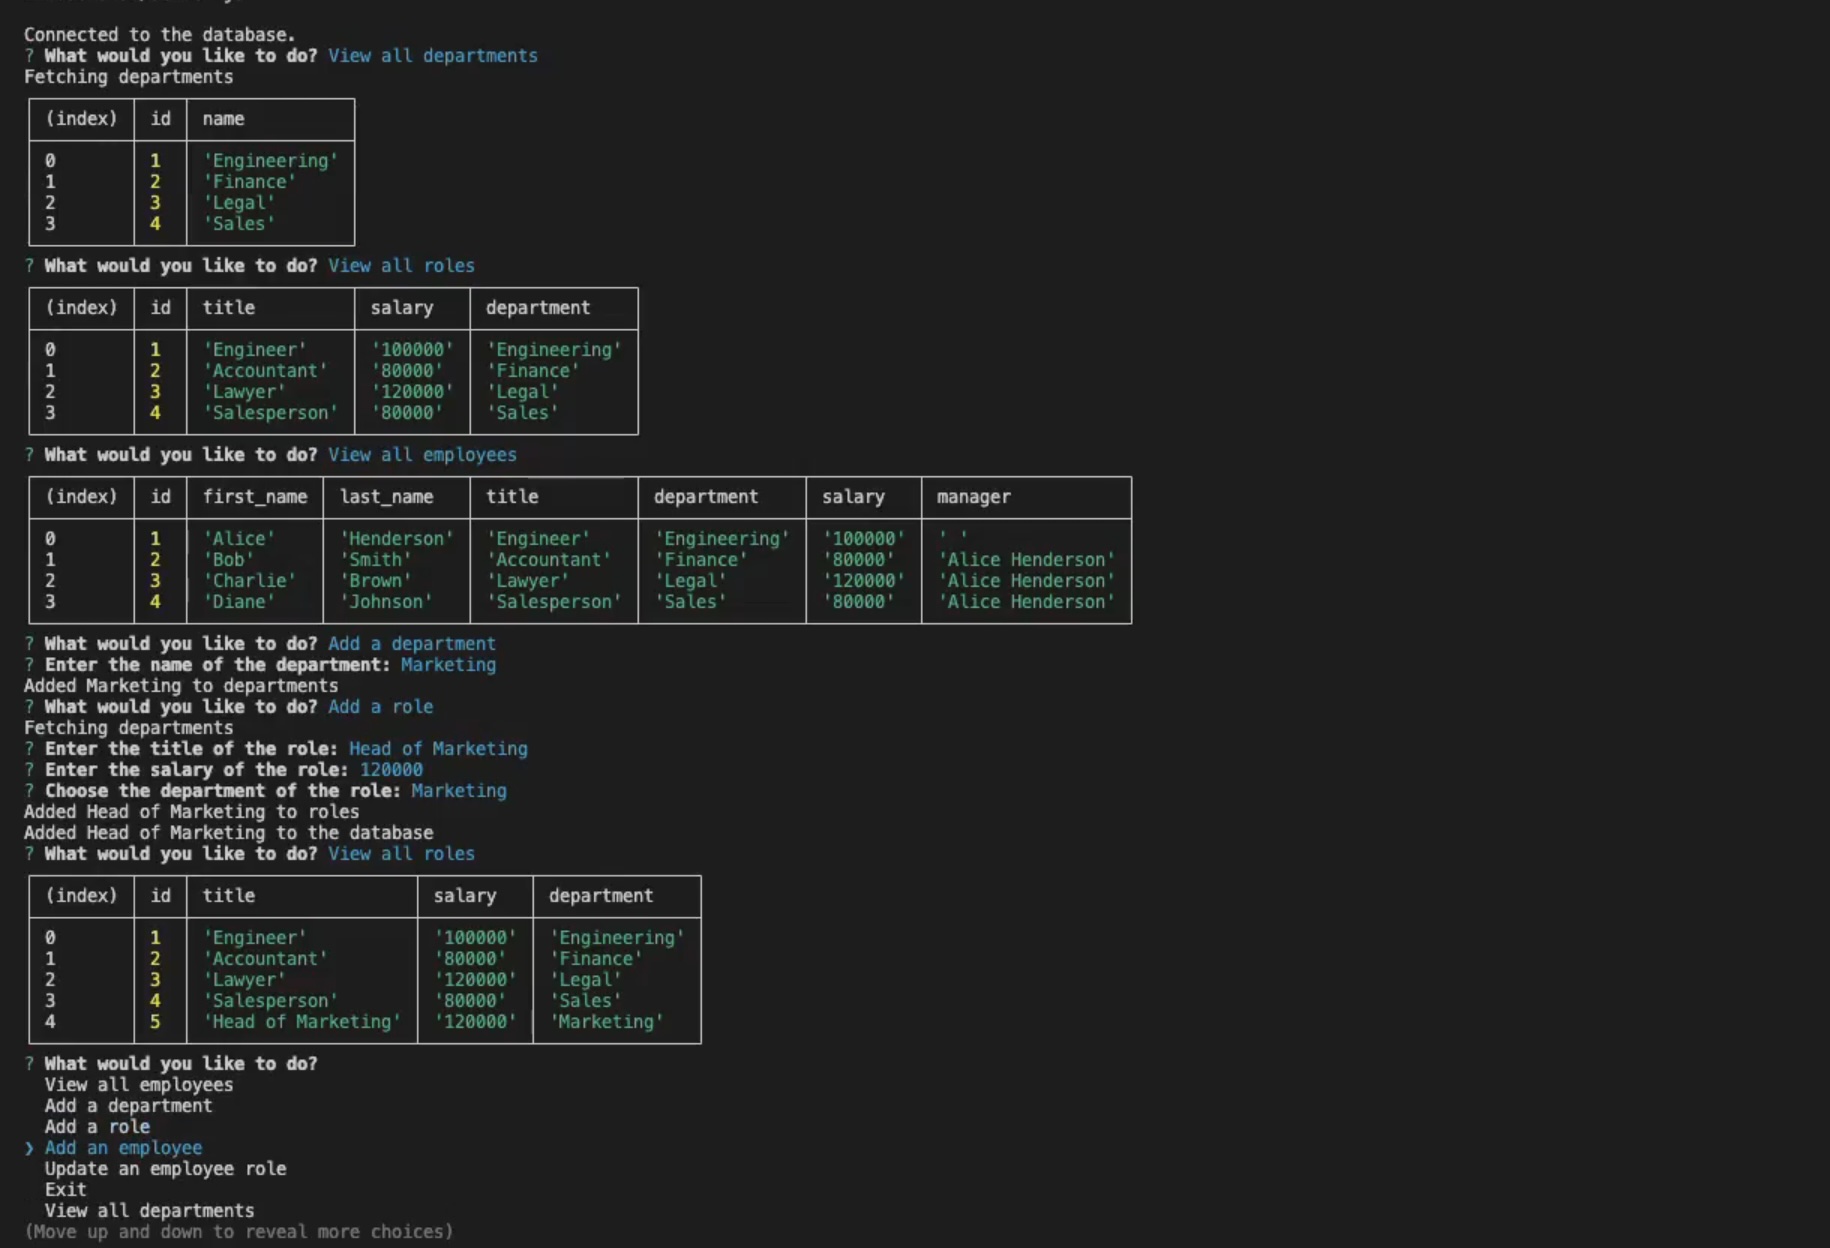 Connected to the database.
? What would you like to do? View all departments
Fetching departments
(index) id name
0 1 'Engineering'
1 2 'Finance'
2 3 'Legal'
3 4 'Sales'
? What would you like to do? View all roles
(index) id title salary department
0 1 'Engineer' '100000' 'Engineering'
1 2 'Accountant' '80000' 'Finance'
2 3 'Lawyer' '120000' 'Legal'
3 4 'Salesperson' '80000' 'Sales'
? What would you like to do? View all employees
(index) id first_name last_name title department salary manager
0 1 'Alice' 'Henderson' 'Engineer' 'Engineering' '100000' ' '
1 2 'Bob' 'Smith' 'Accountant' 'Finance' '80000' 'Alice Henderson'
2 3 'Charlie' 'Brown' 'Lawyer' 'Legal' '120000' 'Alice Henderson'
3 4 'Diane' 'Johnson' 'Salesperson' 'Sales' '80000' 'Alice Henderson'
? What would you like to do? Add a department
? Enter the name of the department: Marketing
Added Marketing to departments
? What would you like to do? Add a role
Fetching departments
? Enter the title of the role: Head of Marketing
? Enter the salary of the role: 120000
? Choose the department of the role: Marketing
Added Head of Marketing to roles
Added Head of Marketing to the database
? What would you like to do? View all roles
(index) id title salary department
0 1 'Engineer' '100000' 'Engineering'
1 2 'Accountant' '80000' 'Finance'
2 3 'Lawyer' '120000' 'Legal'
3 4 'Salesperson' '80000' 'Sales'
4 5 'Head of Marketing' '120000' 'Marketing'
? What would you like to do?
View all employees
Add a department
Add a role
❯ Add an employee
Update an employee role
Exit
View all departments
(Move up and down to reveal more choices)